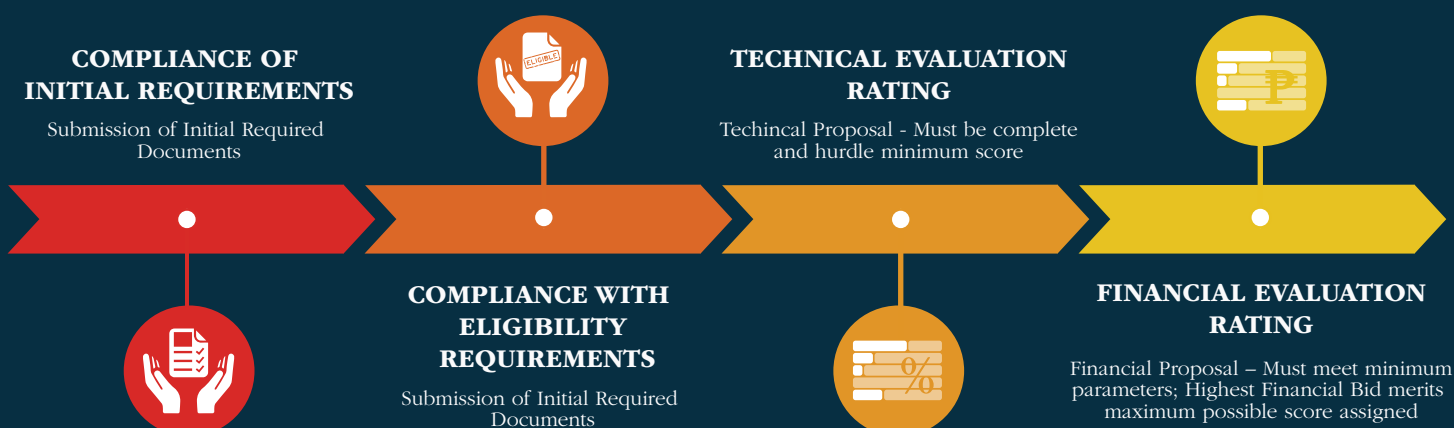 COMPLIANCE OF
INITIAL REQUIREMENTS
Submission of Initial Required
Documents
ELIGIBLE
COMPLIANCE WITH
ELIGIBILITY
REQUIREMENTS
Submission of Initial Required
Documents
TECHNICAL EVALUATION
RATING
Techincal Proposal - Must be complete
and hurdle minimum score
%
₱
FINANCIAL EVALUATION
RATING
Financial Proposal – Must meet minimum
parameters; Highest Financial Bid merits
maximum possible score assigned